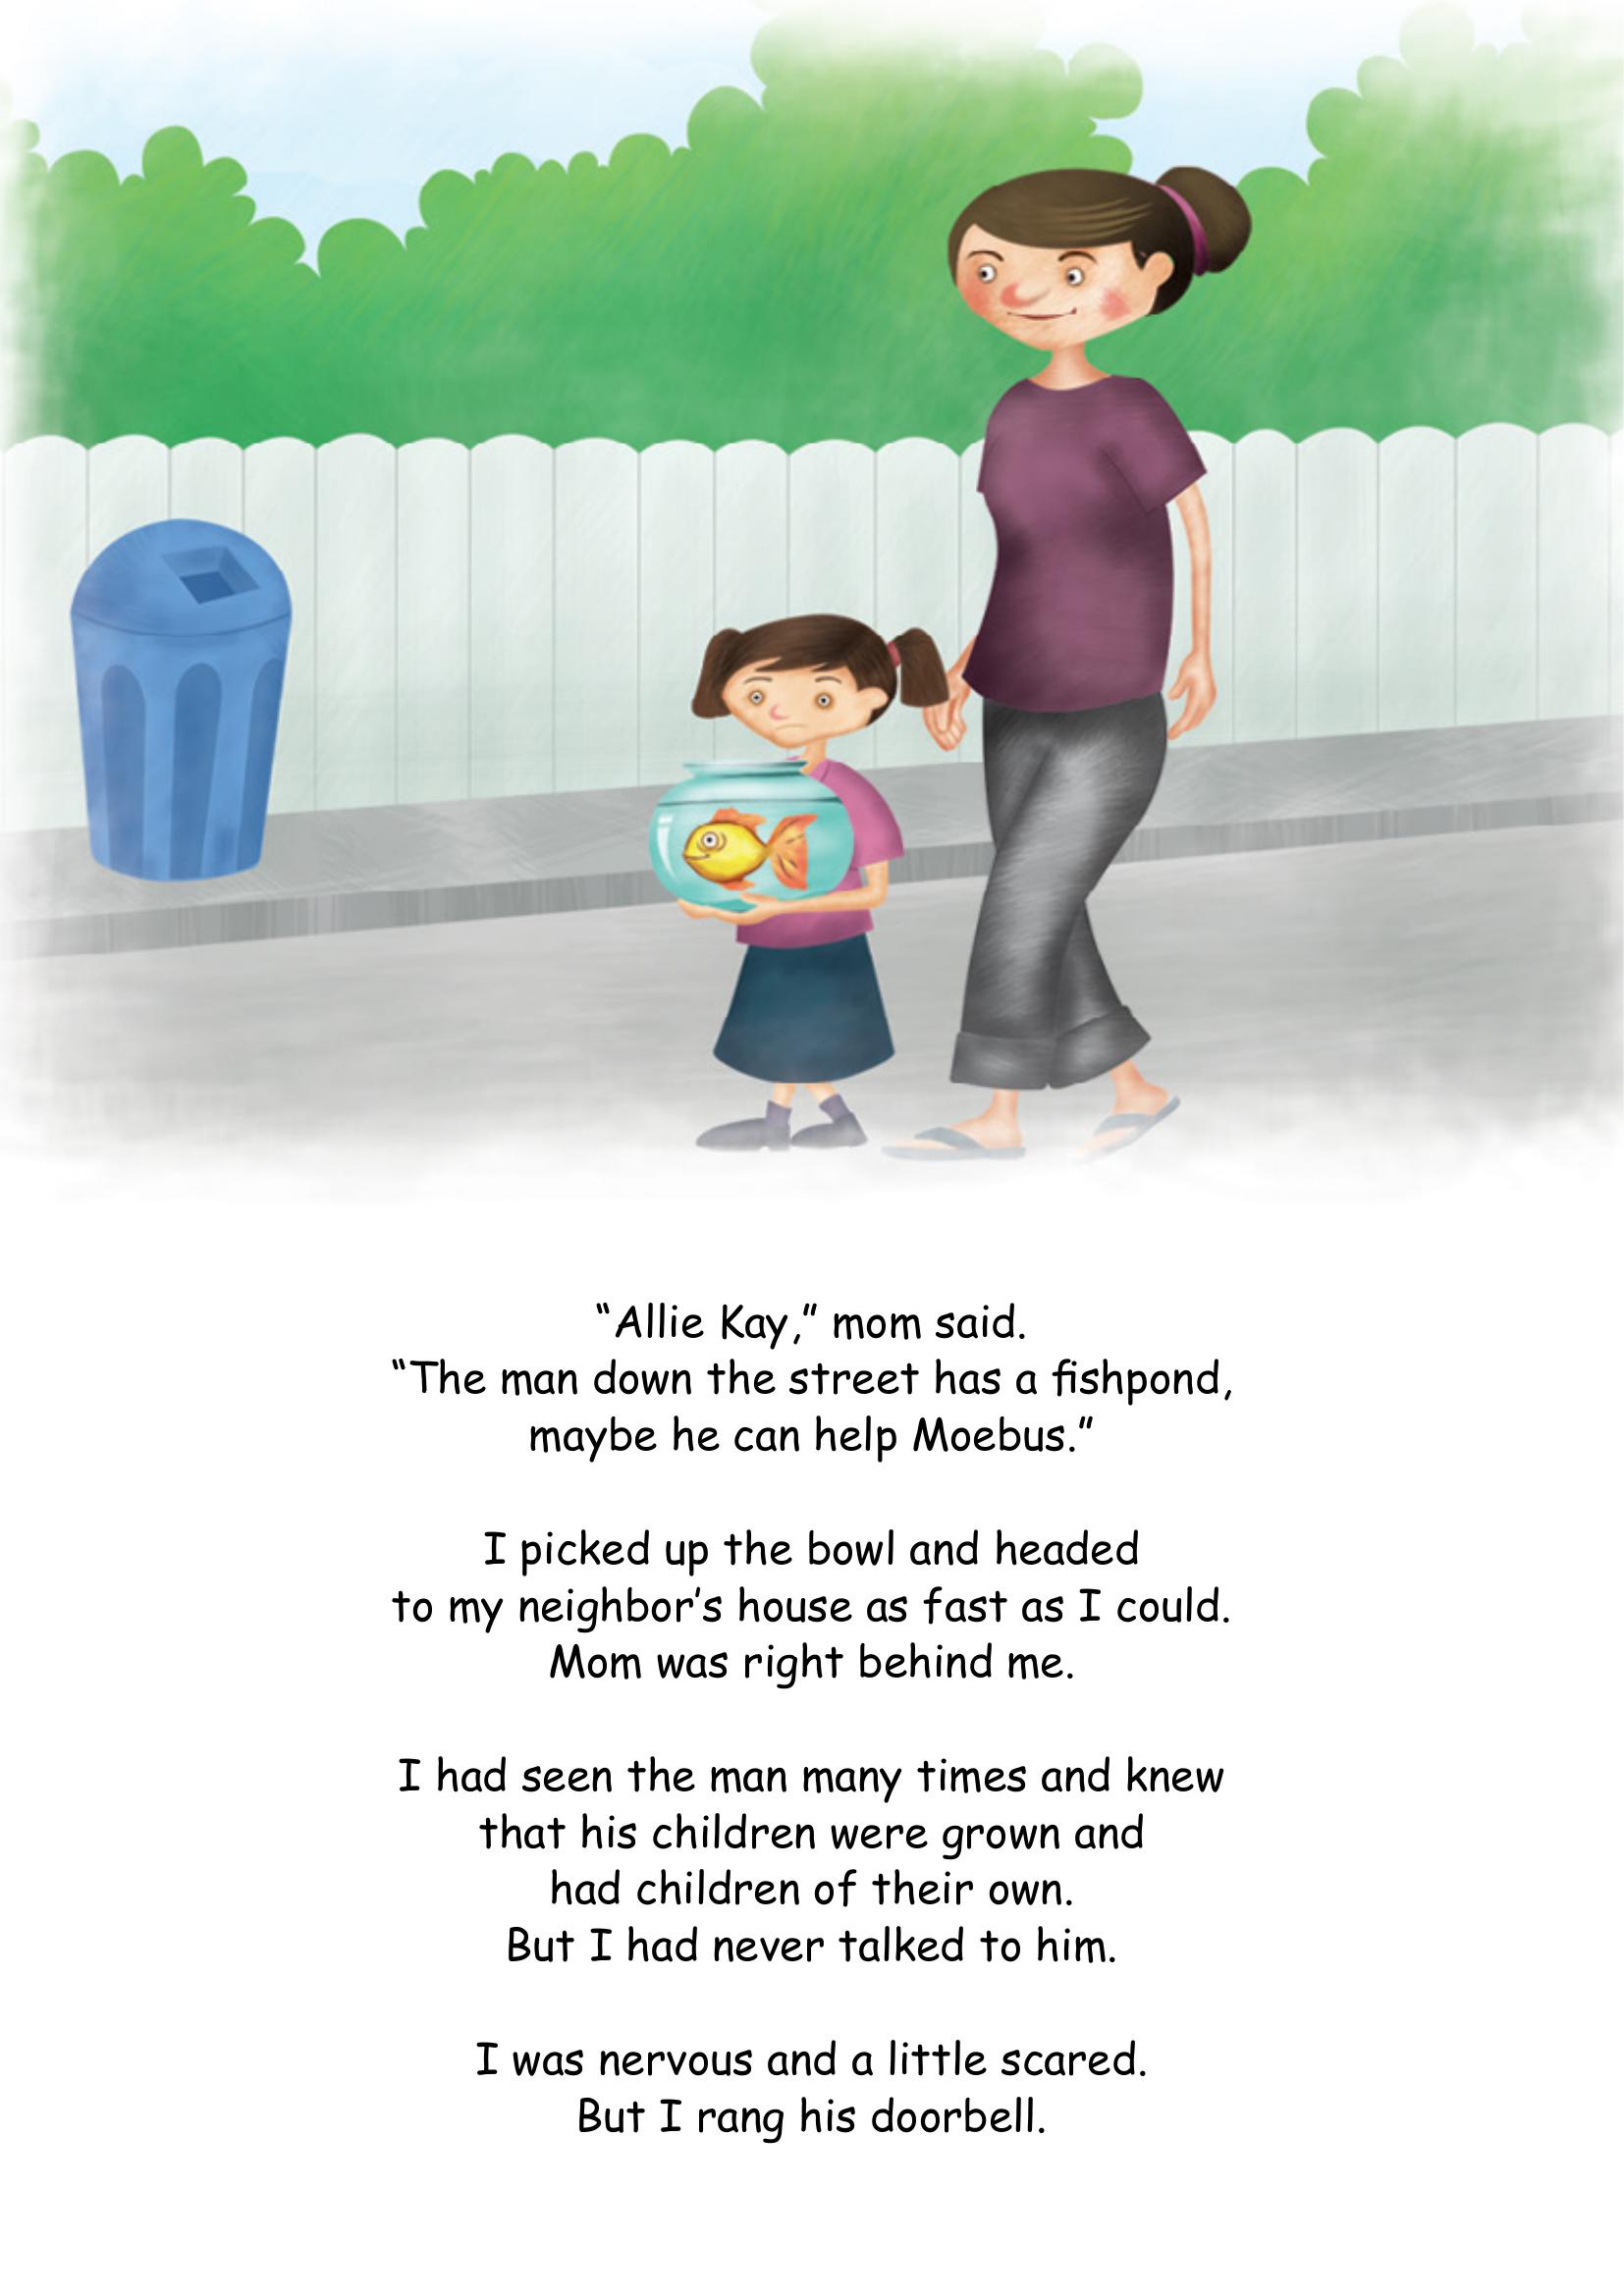 “Allie Kay,” mom said.
“The man down the street has a fishpond,
maybe he can help Moebus.”
I picked up the bowl and headed
to my neighbor’s house as fast as I could.
Mom was right behind me.
I had seen the man many times and knew
that his children were grown and
had children of their own.
But I had never talked to him.
I was nervous and a little scared.
But I rang his doorbell.